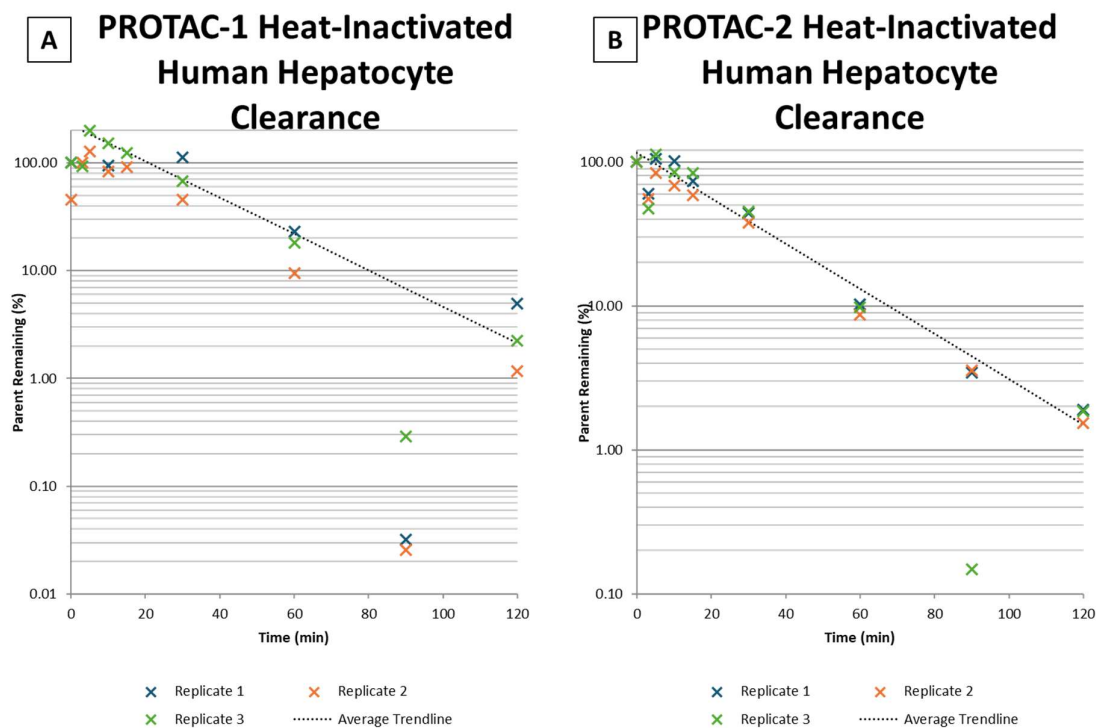 A
PROTAC-1 Heat-Inactivated
Human Hepatocyte
Clearance
Parent Remaining (%)
100.00
10.00
1.00
0.10
0.01
0 20 40 60 80 100 120
Time (min)
Replicate 1 Replicate 2
Replicate 3 Average Trendline
B
PROTAC-2 Heat-Inactivated
Human Hepatocyte
Clearance
Parent Remaining (%)
100.00
10.00
1.00
0.10
0 20 40 60 80 100 120
Time (min)
Replicate 1 Replicate 2
Replicate 3 Average Trendline